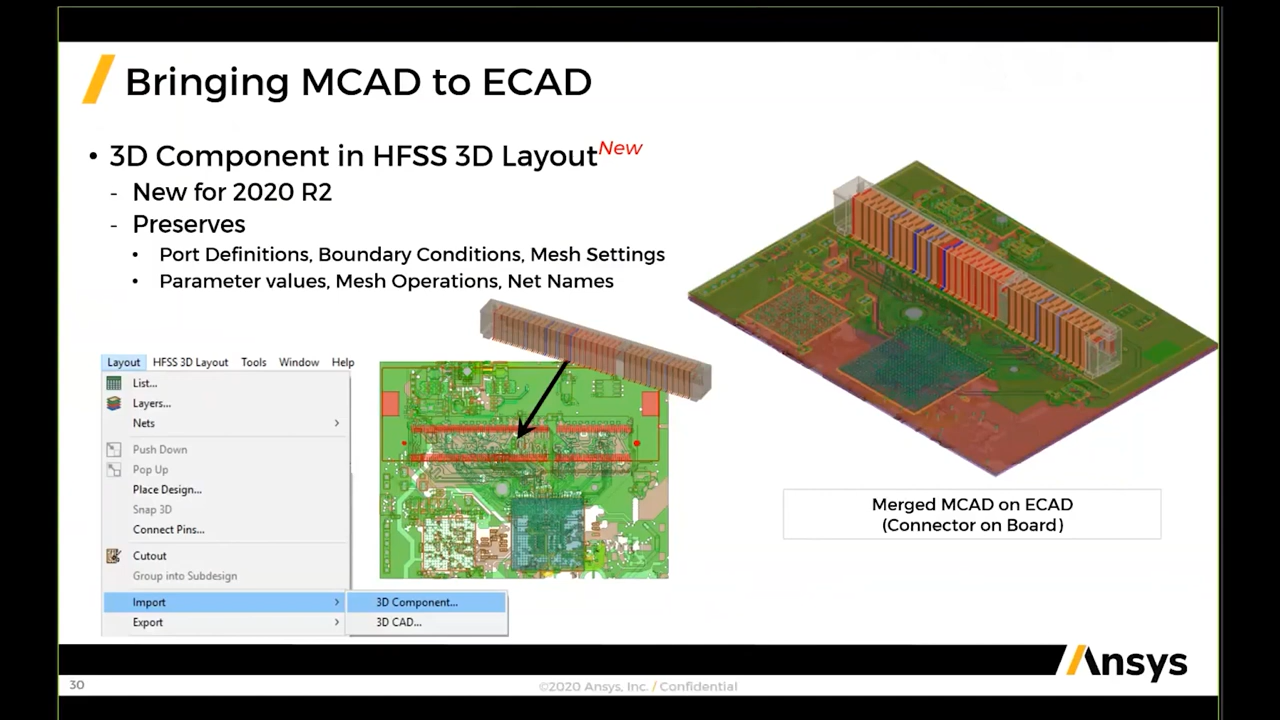 Bringing MCAD to ECAD
• 3D Component in HFSS 3D Layout New
- New for 2020 R2
- Preserves
• Port Definitions, Boundary Conditions, Mesh Settings
• Parameter values, Mesh Operations, Net Names
Layout HFSS 3D Layout Tools Window Help
List...
Layers...
Nets
Push Down
Pop Up
Place Design...
Snap 3D
Connect Pins...
Cutout
Group into Subdesign
Import
3D Component...
Export
3D CAD...
Merged MCAD on ECAD
(Connector on Board)
Ansys
30
©2020 Ansys, Inc. / Confidential